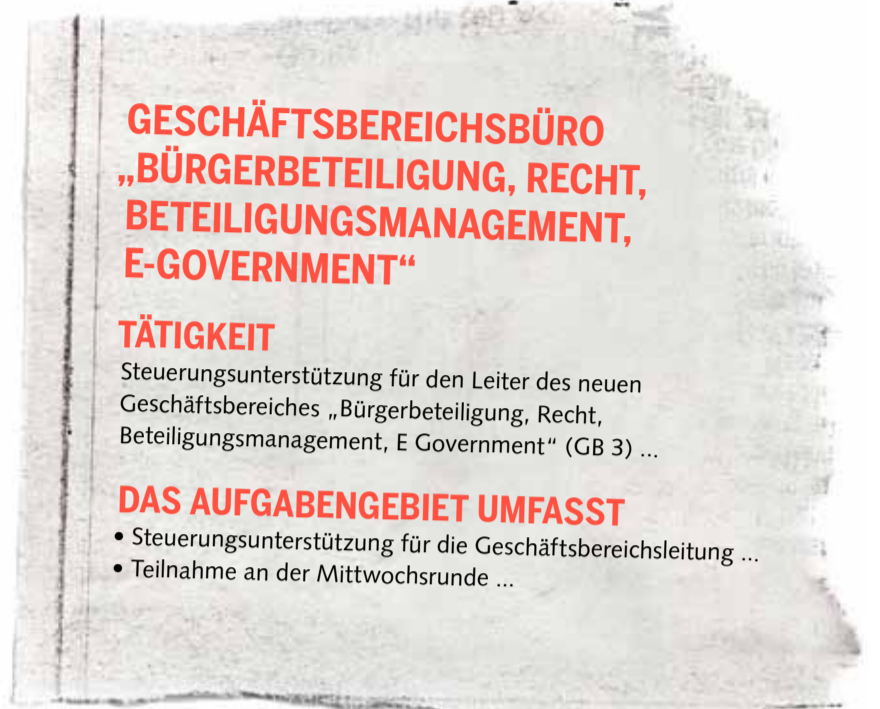 GESCHÄFTSBEREICHSBÜRO
„BÜRGERBETEILIGUNG, RECHT,
BETEILIGUNGSMANAGEMENT,
E-GOVERNMENT“
TÄTIGKEIT
Steuerungsunterstützung für den Leiter des neuen
Geschäftsbereiches „Bürgerbeteiligung, Recht,
Beteiligungsmanagement, E Government“ (GB 3) ...
DAS AUFGABENGEBIET UMFASST
• Steuerungsunterstützung für die Geschäftsbereichsleitung ...
• Teilnahme an der Mittwochsrunde ...